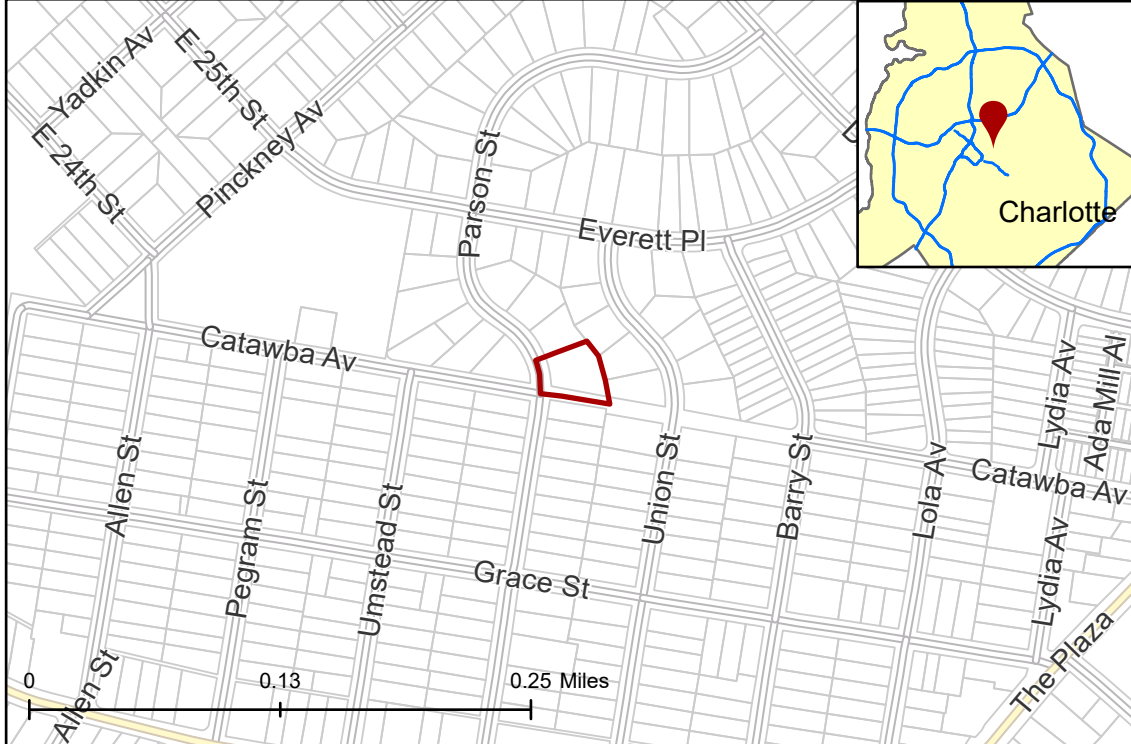 Yadkin Av
E 25th St
E 24th St
Pinckney Av
Parson St
Everett Pl
Charlotte
Catawba Av
Allen St
Pegram St
Umstead St
Union St
Barry St
Lola Av
Lydia Av
Ada Mill Al
Catawba Av
Grace St
Lydia Av
The Plaza
Allen St
0 0.13 0.25 Miles